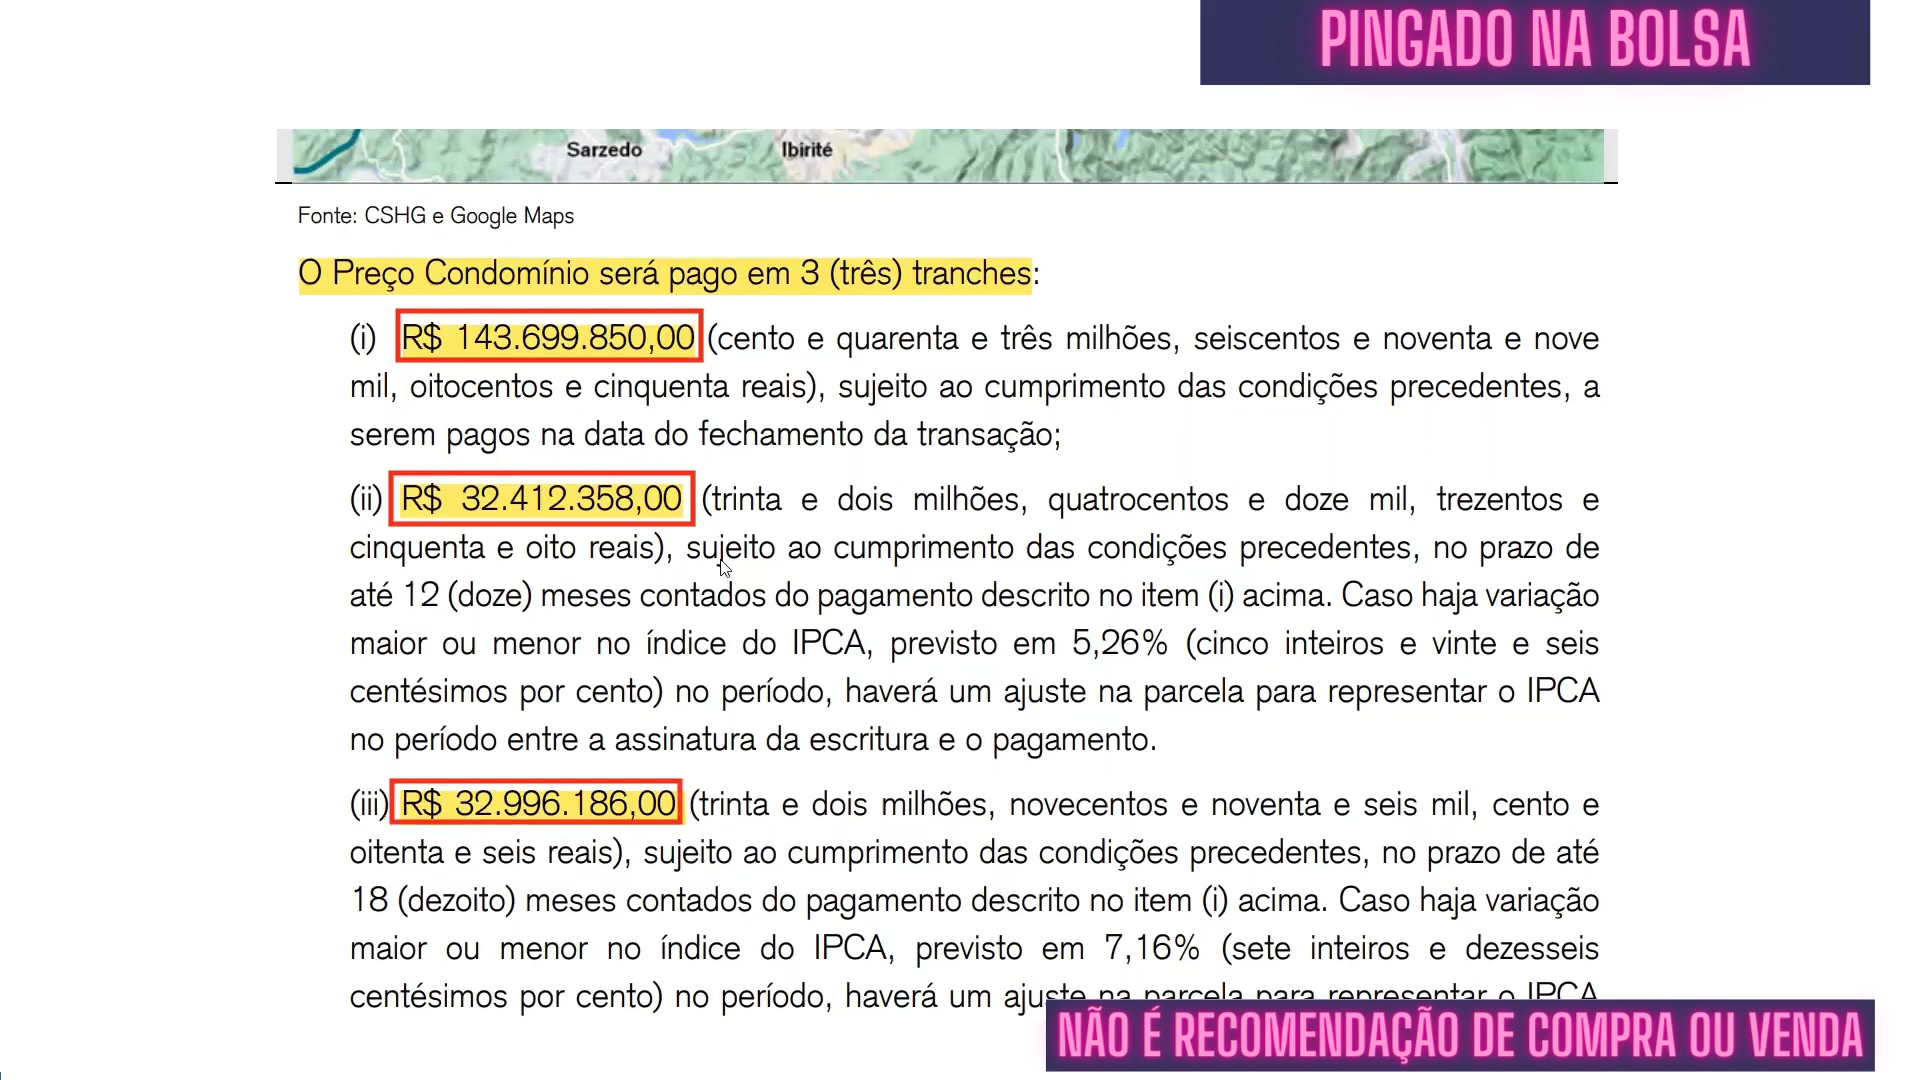 PINGADO NA BOLSA
Sarzedo Ibirité
Fonte: CSHG e Google Maps
O Preço Condomínio será pago em 3 (três) tranches:
(i) R$ 143.699.850,00 (cento e quarenta e três milhões, seiscentos e noventa e nove
mil, oitocentos e cinquenta reais), sujeito ao cumprimento das condições precedentes, a
serem pagos na data do fechamento da transação;
(ii) R$ 32.412.358,00 (trinta e dois milhões, quatrocentos e doze mil, trezentos e
cinquenta e oito reais), sujeito ao cumprimento das condições precedentes, no prazo de
até 12 (doze) meses contados do pagamento descrito no item (i) acima. Caso haja variação
maior ou menor no índice do IPCA, previsto em 5,26% (cinco inteiros e vinte e seis
centésimos por cento) no período, haverá um ajuste na parcela para representar o IPCA
no período entre a assinatura da escritura e o pagamento.
(iii) R$ 32.996.186,00 (trinta e dois milhões, novecentos e noventa e seis mil, cento e
oitenta e seis reais), sujeito ao cumprimento das condições precedentes, no prazo de até
18 (dezoito) meses contados do pagamento descrito no item (i) acima. Caso haja variação
maior ou menor no índice do IPCA, previsto em 7,16% (sete inteiros e dezesseis
centésimos por cento) no período, haverá um ajuste na parcela para representar o IPCA
NÃO É RECOMENDAÇÃO DE COMPRA OU VENDA